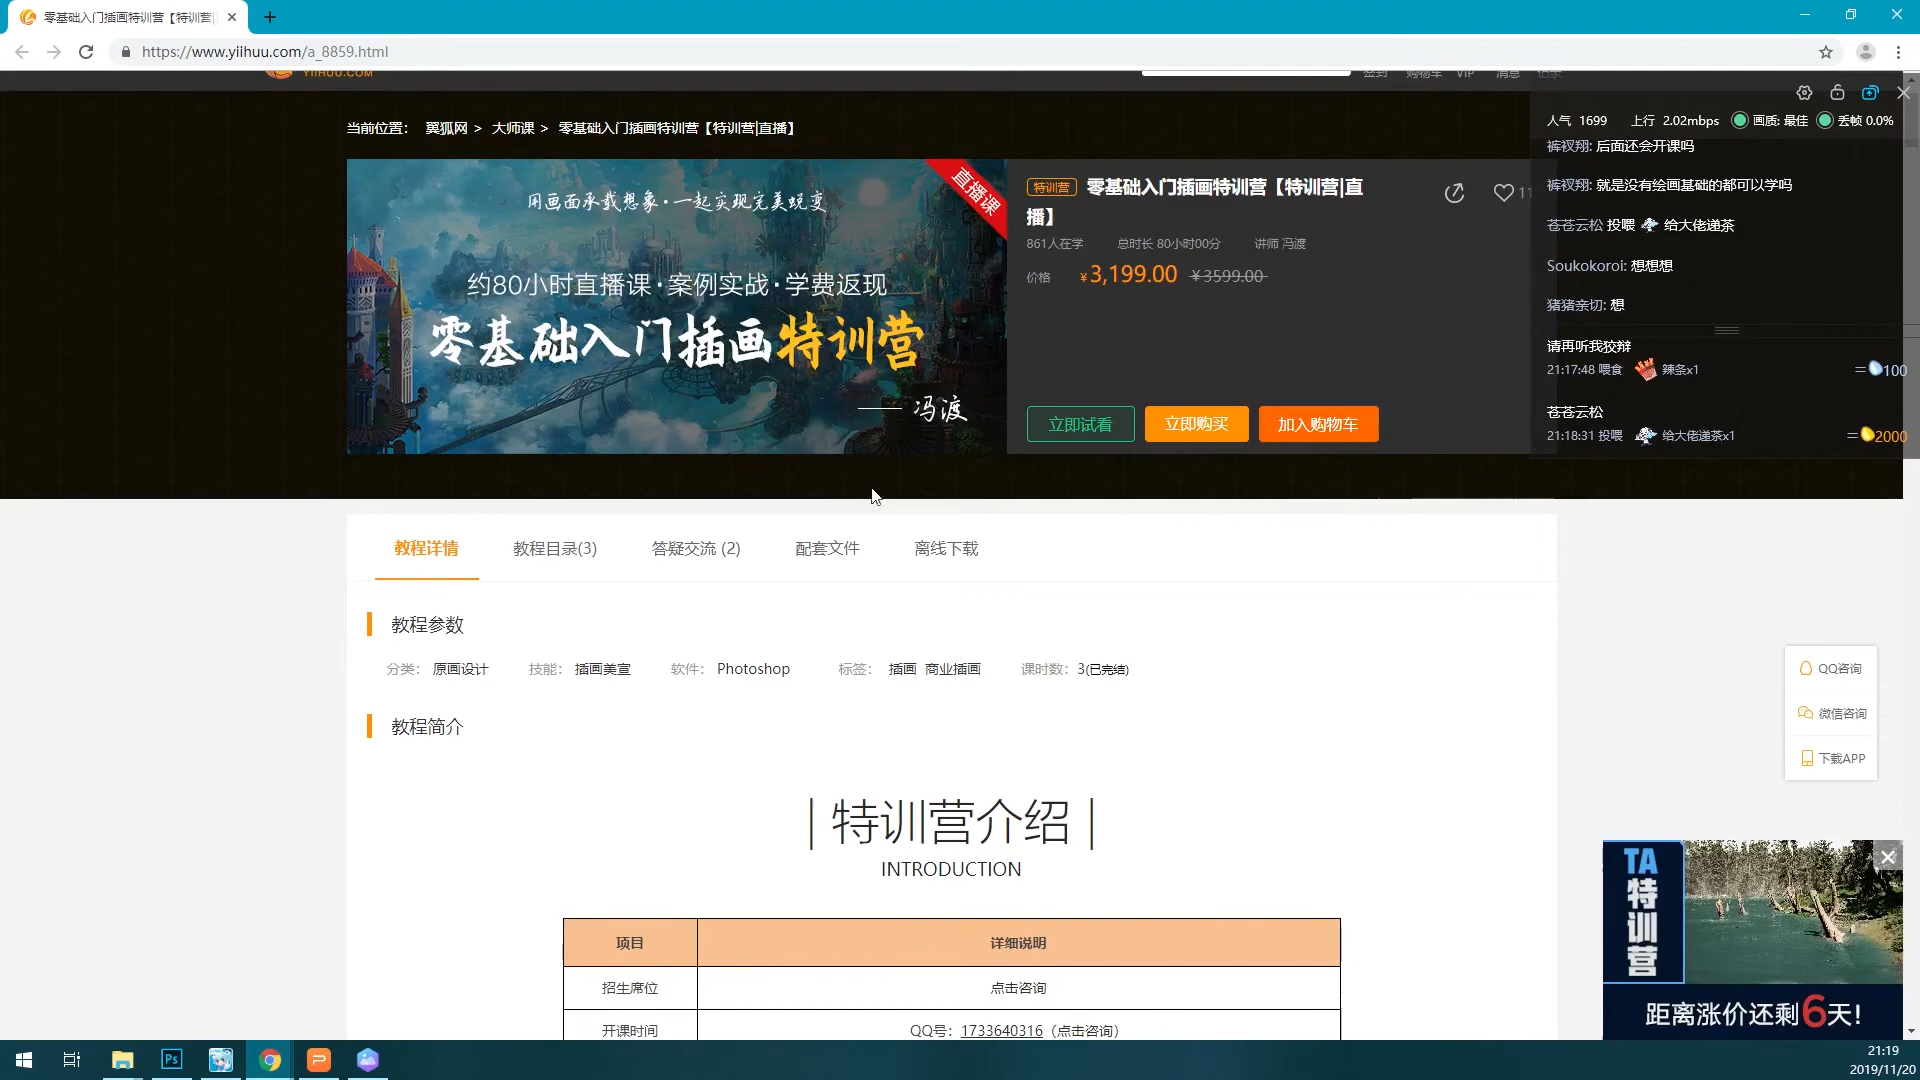 零基础入门插画特训营【特训营|
https://www.yiihuu.com/a_8859.html
YIIHUU.COM
签到 购物车 VIP 消息 记录
当前位置： 翼狐网 > 大师课 > 零基础入门插画特训营【特训营|直播】
用画面承载想象·一起实现完美蜕变
直播课
约80小时直播课·案例实战·学费返现
零基础入门插画特训营
—— 冯渡
特训营 零基础入门插画特训营【特训营|直
播】
11
861人在学 总时长 80小时00分 讲师 冯渡
价格 ¥3,199.00 ¥3599.00
立即试看 立即购买 加入购物车
人气 1699 上行 2.02mbps 画质: 最佳 丢帧 0.0%
裤衩翔: 后面还会开课吗
裤衩翔: 就是没有绘画基础的都可以学吗
苍苍云松 投喂 给大佬递茶
Soukokoroi: 想想想
猪猪亲切: 想
请再听我狡辩
21:17:48 喂食 辣条x1 =100
苍苍云松
21:18:31 投喂 给大佬递茶x1 =2000
教程详情 教程目录(3) 答疑交流 (2) 配套文件 离线下载
教程参数
分类： 原画设计 技能： 插画美宣 软件： Photoshop 标签： 插画 商业插画 课时数： 3(已完结)
教程简介
|特训营介绍|
INTRODUCTION
项目 详细说明
招生席位 点击咨询
开课时间 QQ号：1733640316（点击咨询）
QQ咨询
微信咨询
下载APP
TA特训营
距离涨价还剩6天!
Ps
21:19
2019/11/20